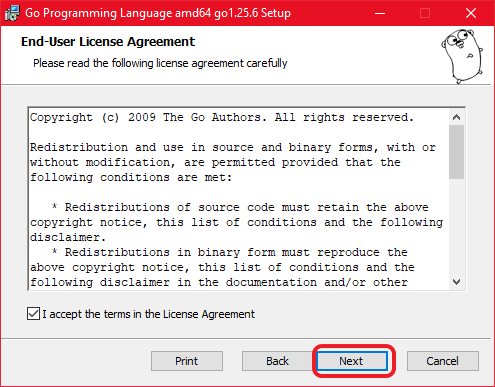 Go Programming Language amd64 go1.25.6 Setup
End-User License Agreement
Please read the following license agreement carefully
Copyright (c) 2009 The Go Authors. All rights reserved.
Redistribution and use in source and binary forms, with or
without modification, are permitted provided that the
following conditions are met:
* Redistributions of source code must retain the above
copyright notice, this list of conditions and the following
disclaimer.
* Redistributions in binary form must reproduce the
above copyright notice, this list of conditions and the
following disclaimer in the documentation and/or other
I accept the terms in the License Agreement
Print Back Next Cancel